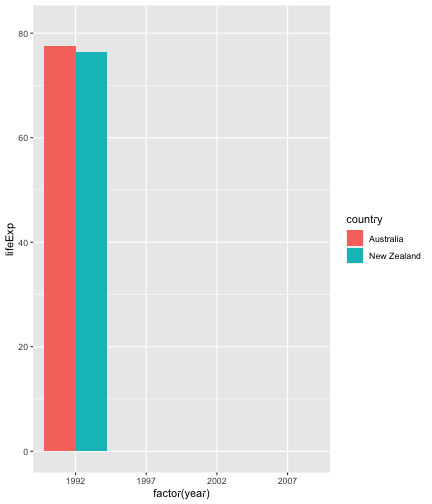 80
60
40
20
0
lifeExp
1992 1997 2002 2007
factor(year)
country
Australia
New Zealand